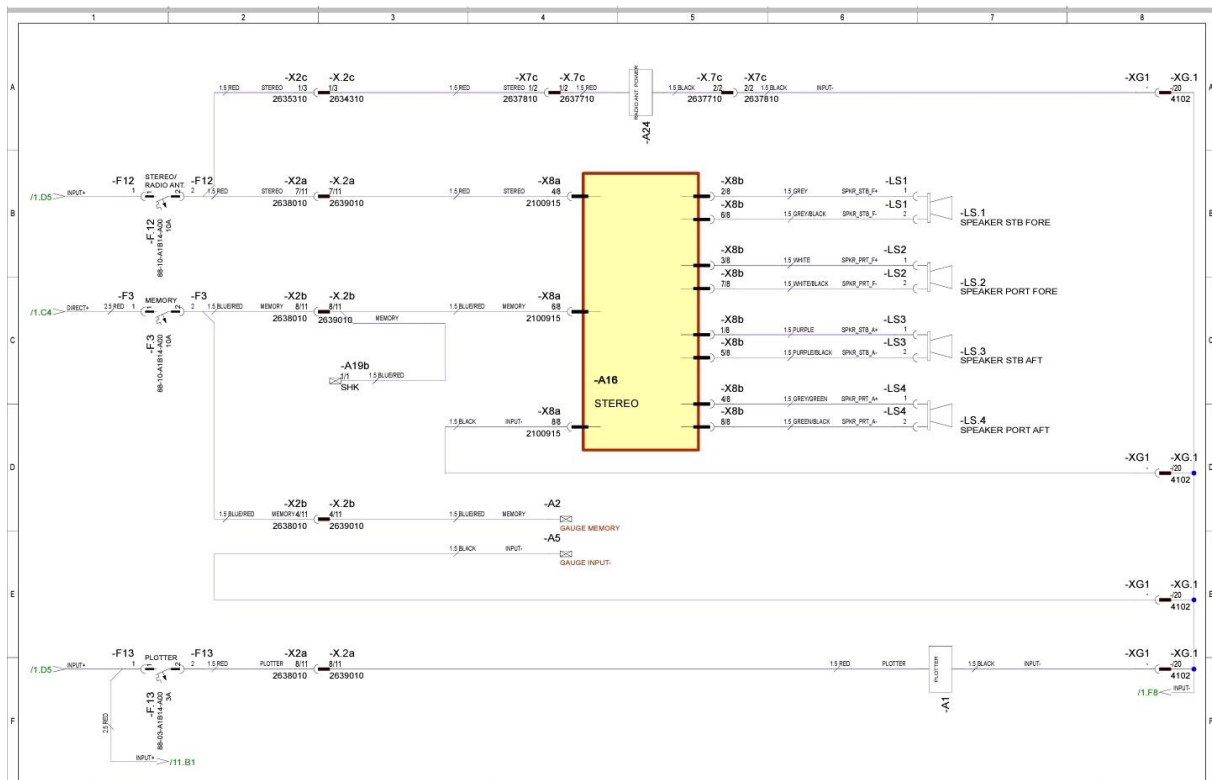 1 2 3 4 5 6 7 8
A
-X2c -X.2c -X7c -X.7c -X.7c -X7c -XG1 -XG.1
1.5 RED STEREO 1/3 1/3 1.5 RED STEREO 1/2 1/2 1.5 RED RADIO ANT. POWER 1.5 BLACK 2/2 2/2 1.5 BLACK INPUT- /20
2635310 2634310 2637810 2637710 2637710 2637810 4102
-A24
B
-F12 STEREO/ RADIO ANT. -F12 -X2a -X.2a -X8a -X8b -LS1
/1.D5 INPUT+ 1 1 2 2 1.5 RED STEREO 7/11 7/11 1.5 RED STEREO 4/8 2/8 1.5 GREY SPKR_STB_F+ 1
2638010 2639010 2100915
-X8b -LS1
6/8 1.5 GREY/BLACK SPKR_STB_F- 2
-LS.1
SPEAKER STB FORE
-F.12
88-10-A1B14-A00
10A
-X8b -LS2
3/8 1.5 WHITE SPKR_PRT_F+ 1
-X8b -LS2
7/8 1.5 WHITE/BLACK SPKR_PRT_F- 2
-LS.2
SPEAKER PORT FORE
C
-F3 MEMORY -F3 -X2b -X.2b -X8a
/1.C4 DIRECT+ 2.5 RED 1 1 2 2 1.5 BLUE/RED MEMORY 8/11 8/11 1.5 BLUE/RED MEMORY 6/8
2638010 2639010 2100915
MEMORY
-F.3
88-10-A1B14-A00
10A
-X8b -LS3
1/8 1.5 PURPLE SPKR_STB_A+ 1
-X8b -LS3
5/8 1.5 PURPLE/BLACK SPKR_STB_A- 2
-LS.3
SPEAKER STB AFT
-A19b
1/1 1.5 BLUE/RED
SHK
-A16
STEREO
-X8b -LS4
4/8 1.5 GREY/GREEN SPKR_PRT_A+ 1
-X8a -X8b -LS4
1.5 BLACK INPUT- 8/8 8/8 1.5 GREEN/BLACK SPKR_PRT_A- 2
2100915
-LS.4
SPEAKER PORT AFT
D
-XG1 -XG.1
/20
4102
-X2b -X.2b -A2
1.5 BLUE/RED MEMORY 4/11 4/11 1.5 BLUE/RED MEMORY
2638010 2639010 GAUGE MEMORY
-A5
1.5 BLACK INPUT-
GAUGE INPUT-
E
-XG1 -XG.1
/20
4102
-F13 PLOTTER -F13 -X2a -X.2a -XG1 -XG.1
/1.D5 INPUT+ 1 1 2 2 1.5 RED PLOTTER 8/11 8/11 1.5 RED PLOTTER PLOTTER 1.5 BLACK INPUT- /20
2638010 2639010 4102
/1.F8 INPUT-
-A1
-F.13
88-03-A1B14-A00
3A
F
2.5 RED
INPUT+ /11.B1